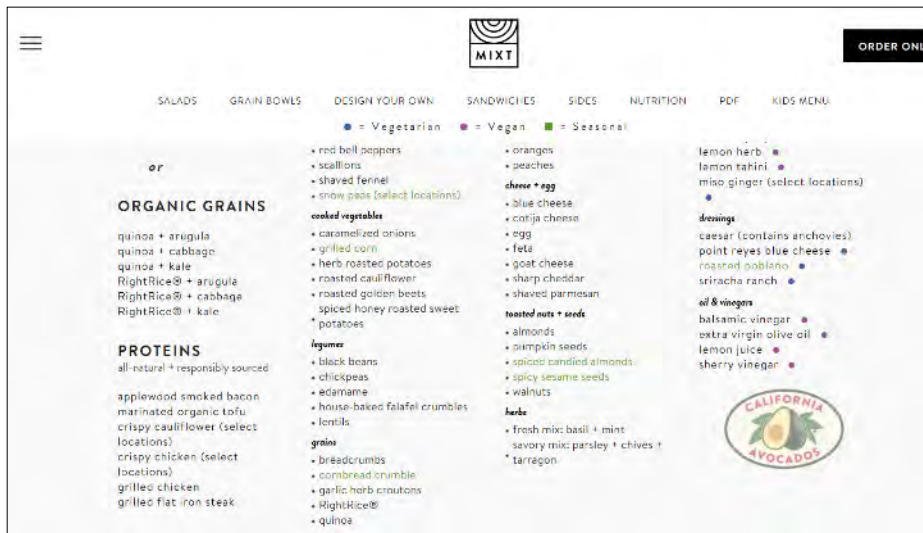 MIXT
ORDER ONL
SALADS GRAIN BOWLS DESIGN YOUR OWN SANDWICHES SIDES NUTRITION PDF KIDS MENU
● = Vegetarian ● = Vegan ■ = Seasonal
or
ORGANIC GRAINS
quinoa + arugula
quinoa + cabbage
quinoa + kale
RightRice® + arugula
RightRice® + cabbage
RightRice® + kale
PROTEINS
all-natural + responsibly sourced
applewood smoked bacon
marinated organic tofu
crispy cauliflower (select
locations)
crispy chicken (select
locations)
grilled chicken
grilled flat iron steak
• red bell peppers
• scallions
• shaved fennel
• snow peas (select locations)
cooked vegetables
• caramelized onions
• grilled corn
• herb roasted potatoes
• roasted cauliflower
• roasted golden beets
spiced honey roasted sweet
• potatoes
legumes
• black beans
• chickpeas
• edamame
• house-baked falafel crumbles
• lentils
grains
• breadcrumbs
• cornbread crumble
• garlic herb croutons
• RightRice®
• quinoa
• oranges
• peaches
cheese + egg
• blue cheese
• cotija cheese
• egg
• feta
• goat cheese
• sharp cheddar
• shaved parmesan
toasted nuts + seeds
• almonds
• pumpkin seeds
• spiced candied almonds
• spicy sesame seeds
• walnuts
herbs
• fresh mix: basil + mint
savory mix: parsley + chives +
• tarragon
lemon herb ●
lemon tahini ●
miso ginger (select locations)
●
dressings
caesar (contains anchovies)
point reyes blue cheese ●
roasted poblano ●
sriracha ranch ●
oil & vinegars
balsamic vinegar ●
extra virgin olive oil ●
lemon juice ●
sherry vinegar ●
CALIFORNIA
AVOCADOS